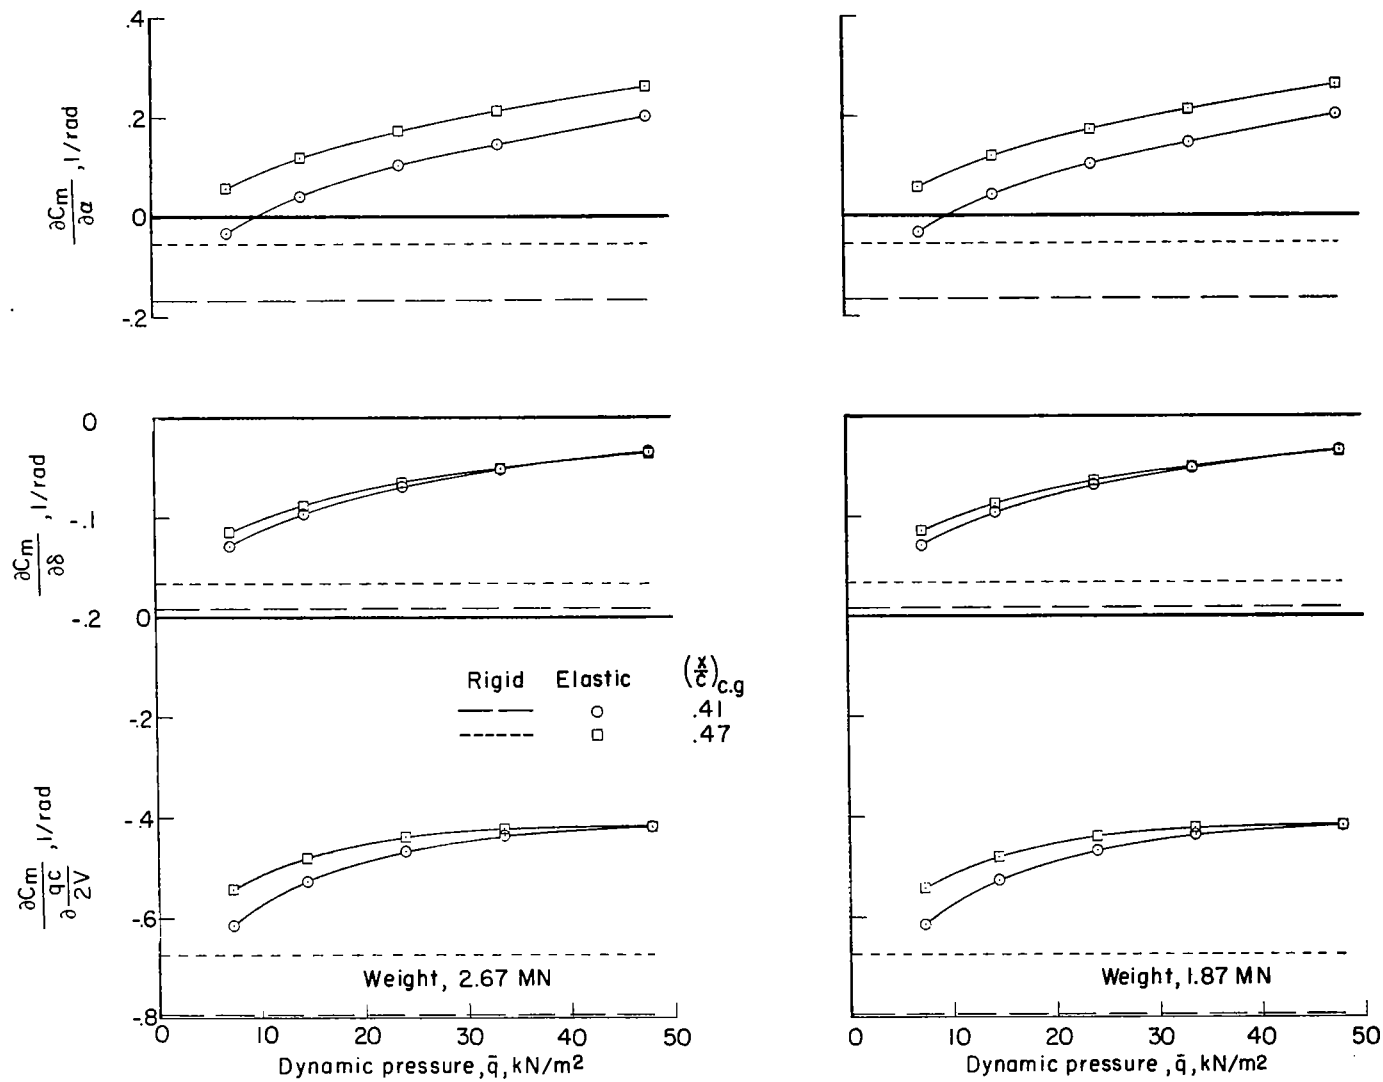 .4
.2
0
-.2
∂Cm/∂α, 1/rad
0
-.1
-.2
∂Cm/∂δ, 1/rad
0
-.2
-.4
-.6
-.8
∂Cm/∂ qc/2V, 1/rad
Rigid Elastic (x/c̄)c.g
.41
.47
Weight, 2.67 MN
Weight, 1.87 MN
0 10 20 30 40 50
0 10 20 30 40 50
Dynamic pressure, q̄, kN/m2
Dynamic pressure, q̄, kN/m2